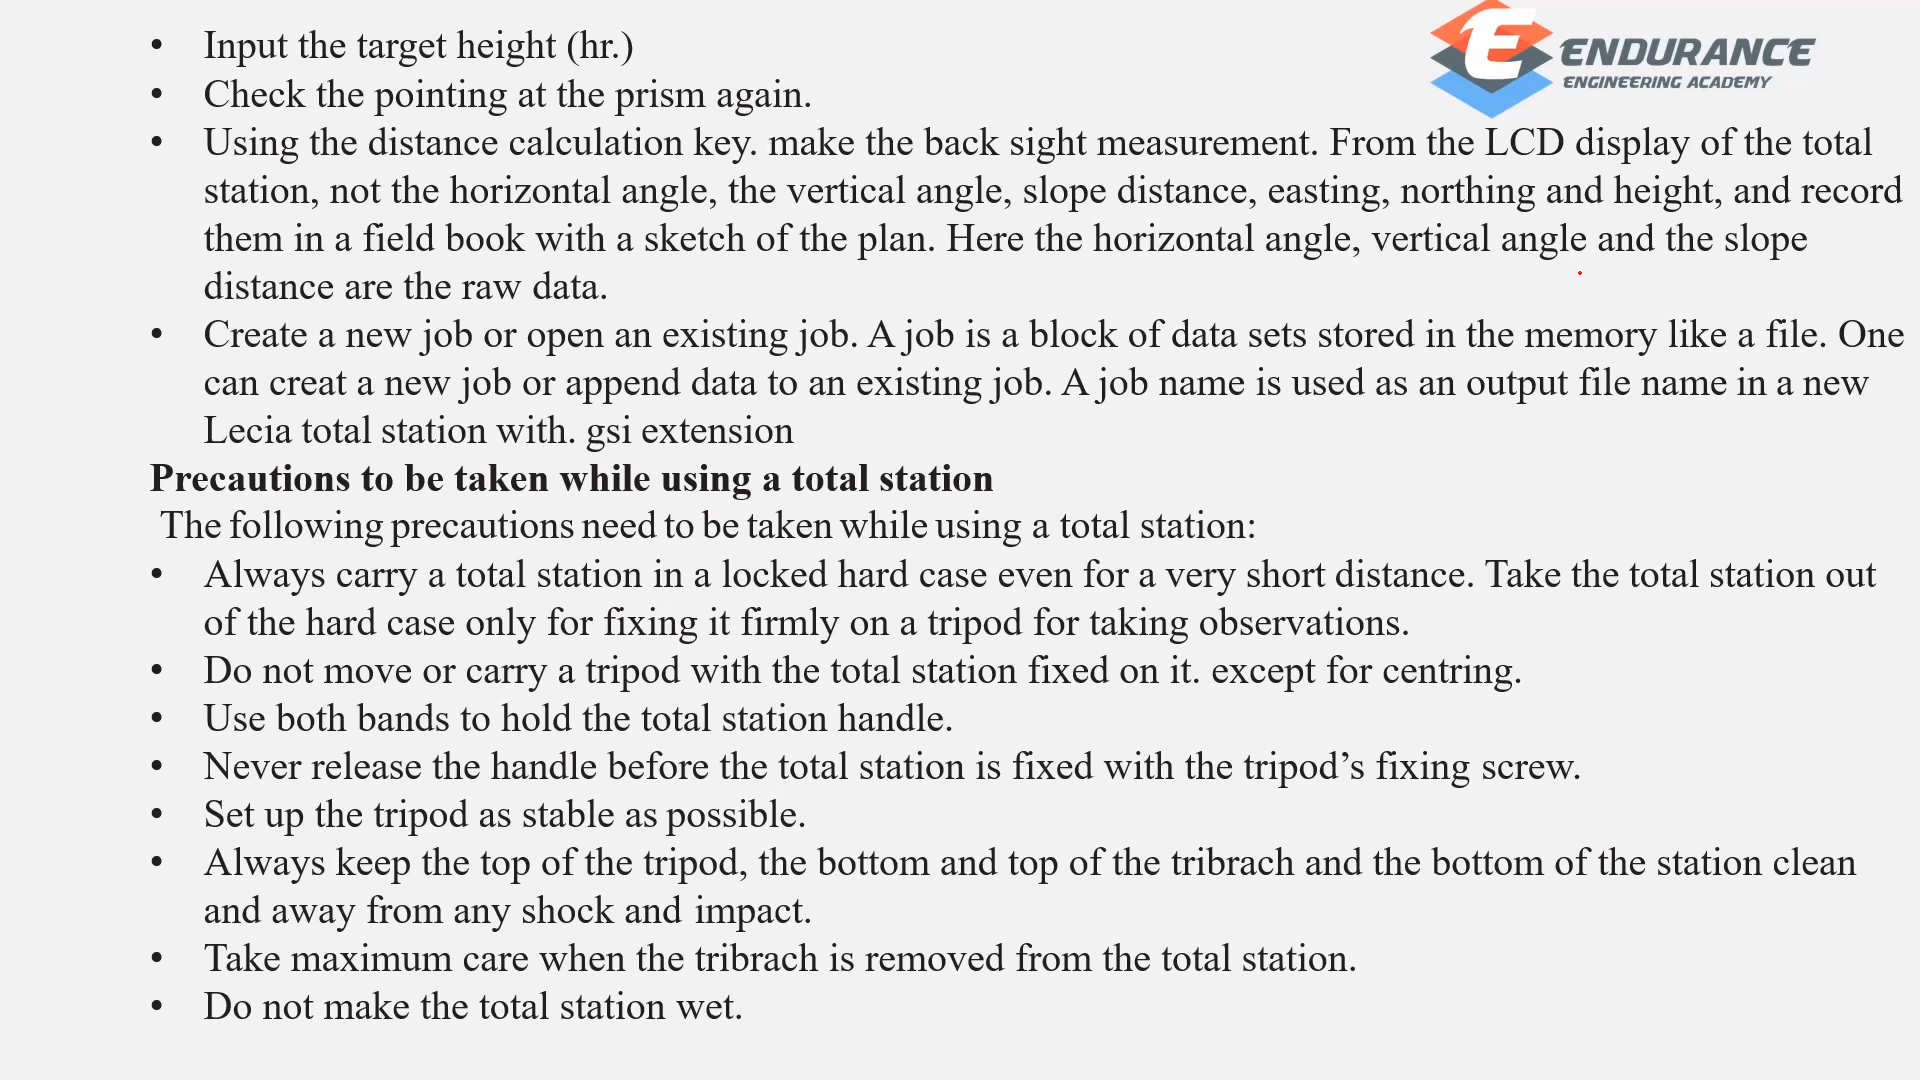 • Input the target height (hr.)
ENDURANCE
ENGINEERING ACADEMY
• Check the pointing at the prism again.
• Using the distance calculation key. make the back sight measurement. From the LCD display of the total
station, not the horizontal angle, the vertical angle, slope distance, easting, northing and height, and record
them in a field book with a sketch of the plan. Here the horizontal angle, vertical angle and the slope
distance are the raw data.
• Create a new job or open an existing job. A job is a block of data sets stored in the memory like a file. One
can creat a new job or append data to an existing job. A job name is used as an output file name in a new
Lecia total station with. gsi extension
Precautions to be taken while using a total station
The following precautions need to be taken while using a total station:
• Always carry a total station in a locked hard case even for a very short distance. Take the total station out
of the hard case only for fixing it firmly on a tripod for taking observations.
• Do not move or carry a tripod with the total station fixed on it. except for centring.
• Use both bands to hold the total station handle.
• Never release the handle before the total station is fixed with the tripod’s fixing screw.
• Set up the tripod as stable as possible.
• Always keep the top of the tripod, the bottom and top of the tribrach and the bottom of the station clean
and away from any shock and impact.
• Take maximum care when the tribrach is removed from the total station.
• Do not make the total station wet.